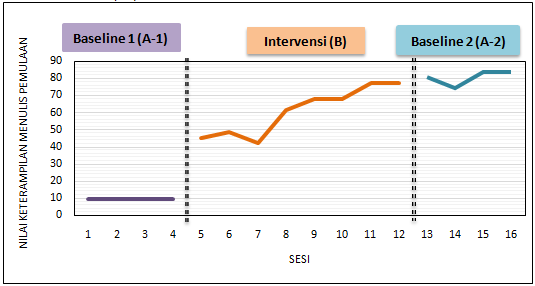 Baseline 1 (A-1)
Intervensi (B)
Baseline 2 (A-2)
NILAI KETERAMPILAN MENULIS PEMULAAN
90
80
70
60
50
40
30
20
10
0
1 2 3 4 5 6 7 8 9 10 11 12 13 14 15 16
SESI